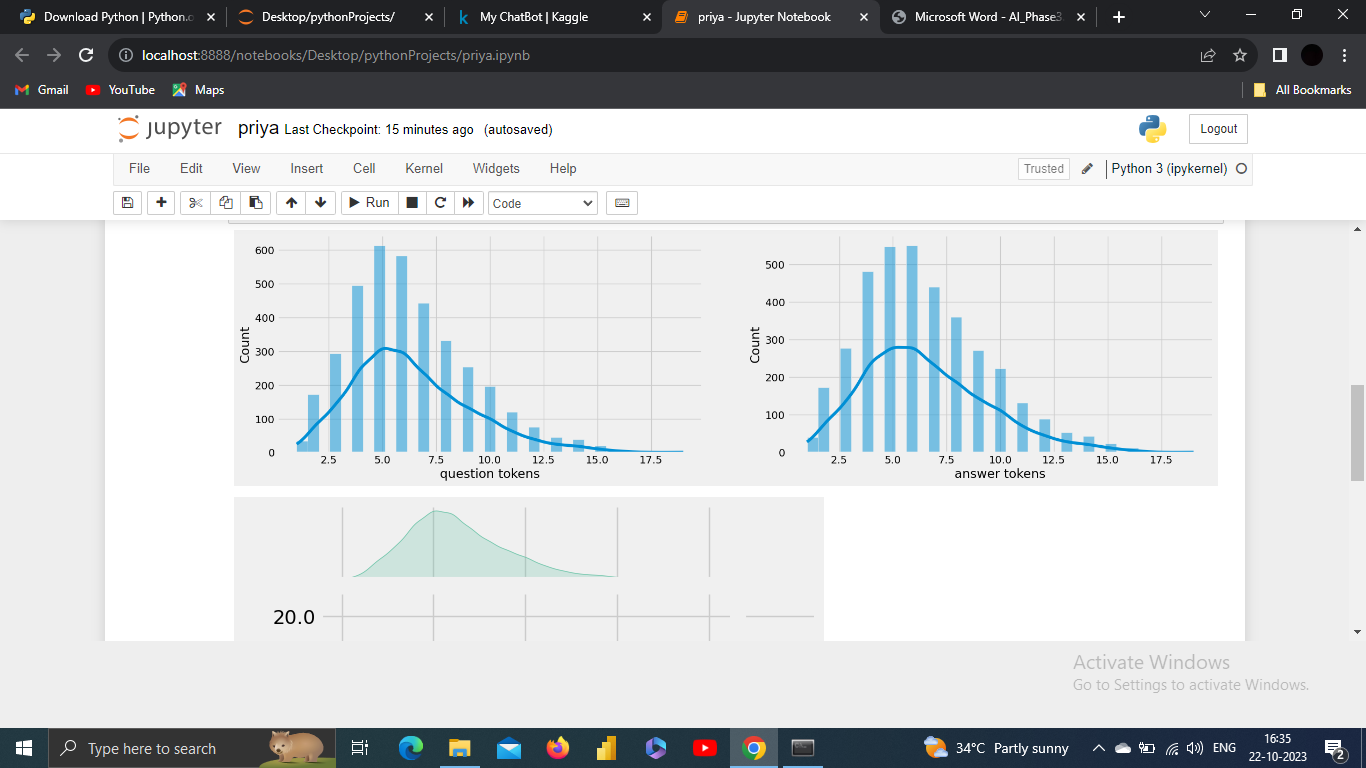 Download Python | Python.o
Desktop/pythonProjects/
My ChatBot | Kaggle
priya - Jupyter Notebook
Microsoft Word - AI_Phase3
localhost:8888/notebooks/Desktop/pythonProjects/priya.ipynb
Gmail YouTube Maps All Bookmarks
jupyter priya Last Checkpoint: 15 minutes ago (autosaved) Logout
File Edit View Insert Cell Kernel Widgets Help Trusted Python 3 (ipykernel)
Run Code
600
500
400
300
200
100
0
Count
2.5 5.0 7.5 10.0 12.5 15.0 17.5
question tokens
500
400
300
200
100
0
Count
2.5 5.0 7.5 10.0 12.5 15.0 17.5
answer tokens
20.0
Activate Windows
Go to Settings to activate Windows.
Type here to search
34°C Partly sunny
ENG
16:35
22-10-2023
2